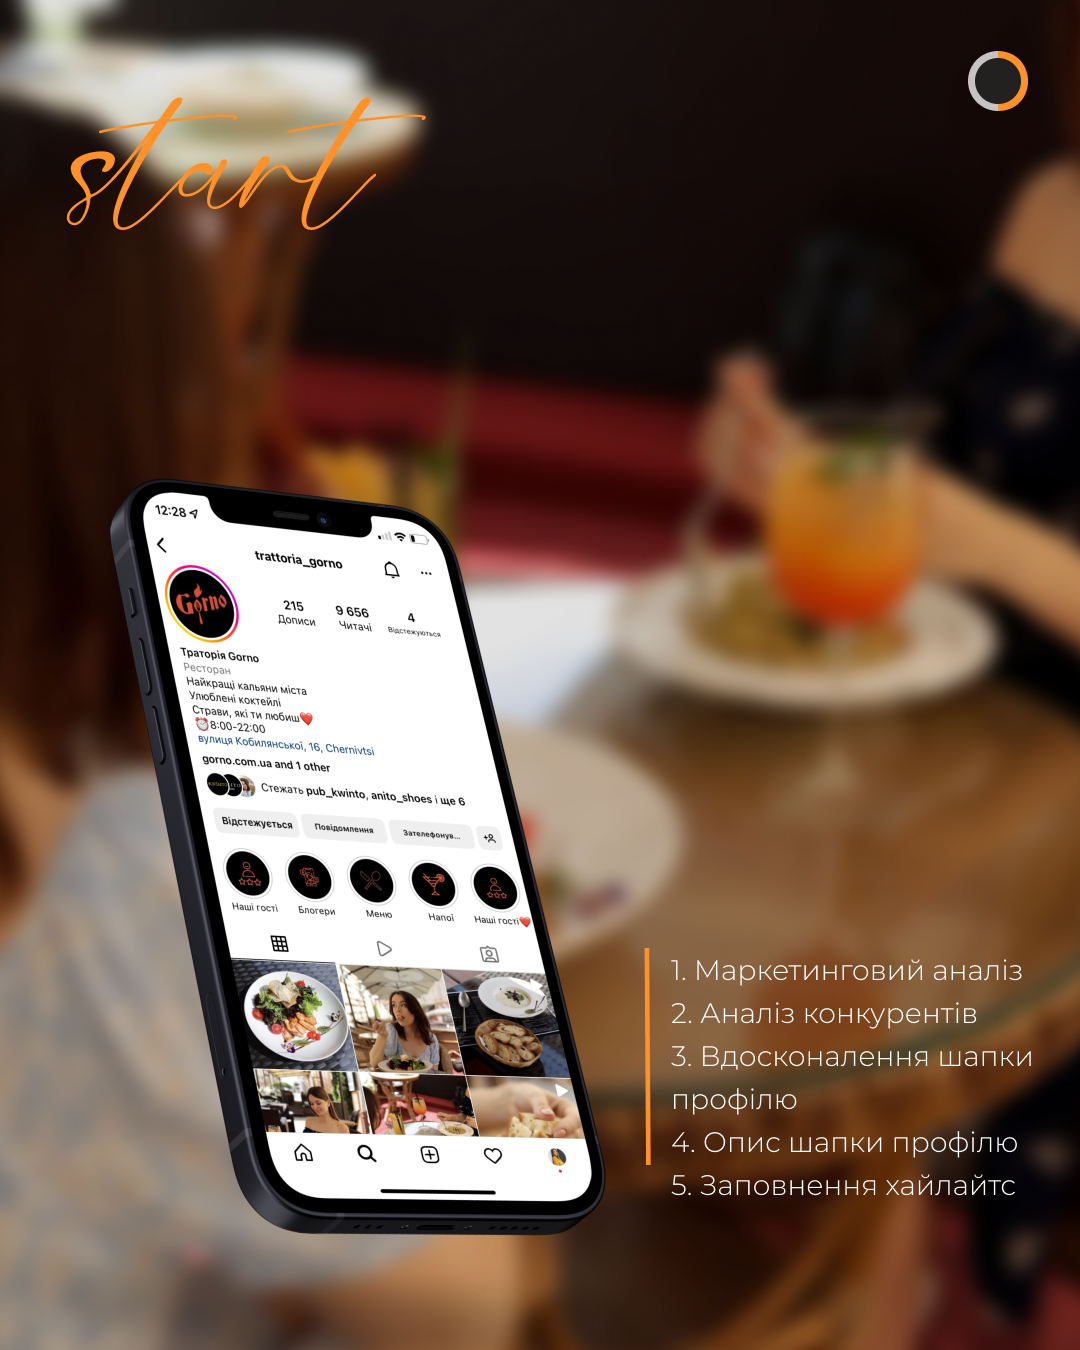 start
12:28
trattoria_gorno
Gorno
215
Дописи
9 656
Читачі
4
Відстежуються
Траторія Gorno
Ресторан
Найкращі кальяни міста
Улюблені коктейлі
Страви, які ти любиш❤️
⏰8:00-22:00
вулиця Кобилянської, 16, Chernivtsi
gorno.com.ua and 1 other
Стежать pub_kwinto, anito_shoes і ще 6
Відстежується
Повідомлення
Зателефонув...
Наші гості
Блогери
Меню
Напої
Наші гості❤️
1. Маркетинговий аналіз
2. Аналіз конкурентів
3. Вдосконалення шапки
профілю
4. Опис шапки профілю
5. Заповнення хайлайтс